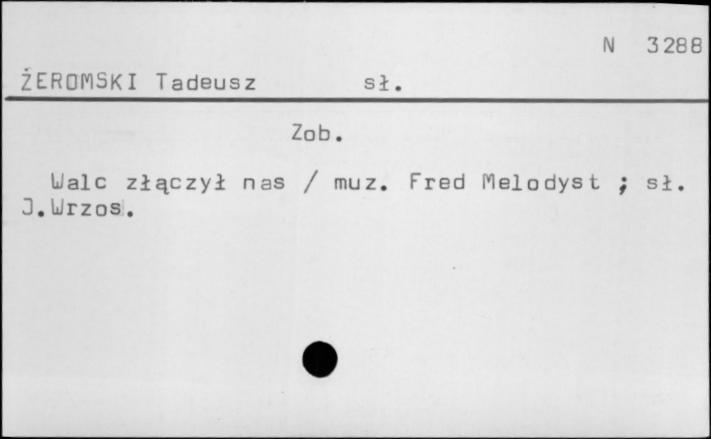 N 3288
ŻEROMSKI Tadeusz sł.
Zob.
Walc złączył nas / muz. Fred Melodyst ; sł.
J.Wrzos.